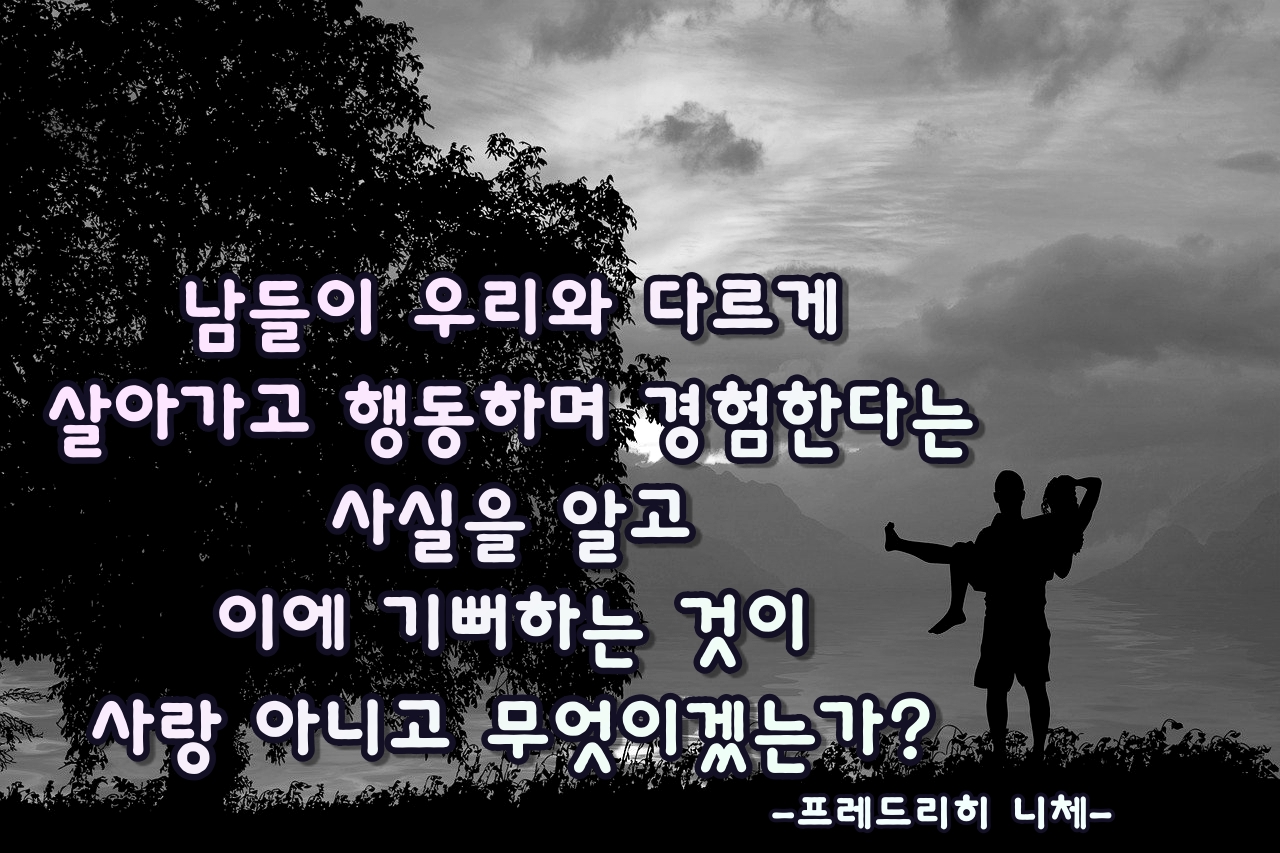 남들이 우리와 다르게
살아가고 행동하며 경험한다는
사실을 알고
이에 기뻐하는 것이
사랑 아니고 무엇이겠는가?
-프레드리히 니체-